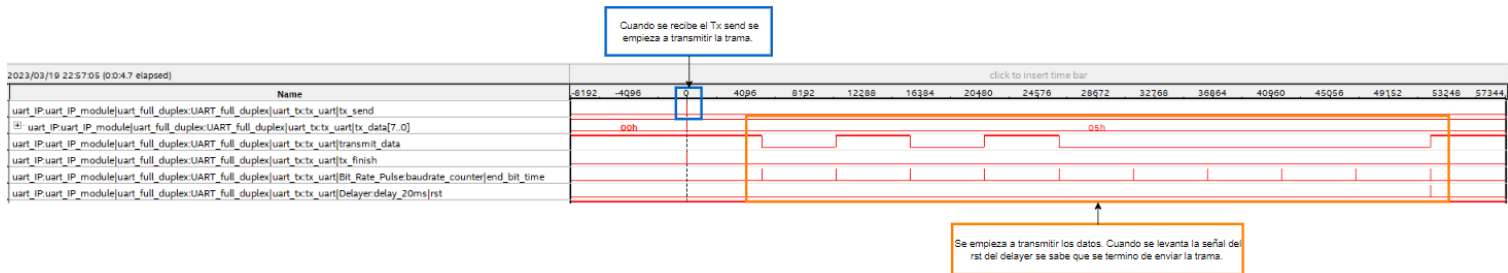 Cuando se recibe el Tx send se
empieza a transmitir la trama.
2023/03/19 22:57:05 (0:0:4.7 elapsed)
click to insert time bar
Name
-8192 -4096 0 4096 8192 12288 16384 20480 24576 28672 32768 36864 40960 45056 49152 53248 57344
uart_IP:uart_IP_module|uart_full_duplex:UART_full_duplex|uart_tx:tx_uart|tx_send
uart_IP:uart_IP_module|uart_full_duplex:UART_full_duplex|uart_tx:tx_uart|tx_data[7..0] 00h 05h
uart_IP:uart_IP_module|uart_full_duplex:UART_full_duplex|uart_tx:tx_uart|transmit_data
uart_IP:uart_IP_module|uart_full_duplex:UART_full_duplex|uart_tx:tx_uart|tx_finish
uart_IP:uart_IP_module|uart_full_duplex:UART_full_duplex|uart_tx:tx_uart|Bit_Rate_Pulse:baudrate_counter|end_bit_time
uart_IP:uart_IP_module|uart_full_duplex:UART_full_duplex|uart_tx:tx_uart|Delayer:delay_20ms|rst
Se empieza a transmitir los datos. Cuando se levanta la señal del
rst del delayer se sabe que se termino de enviar la trama.